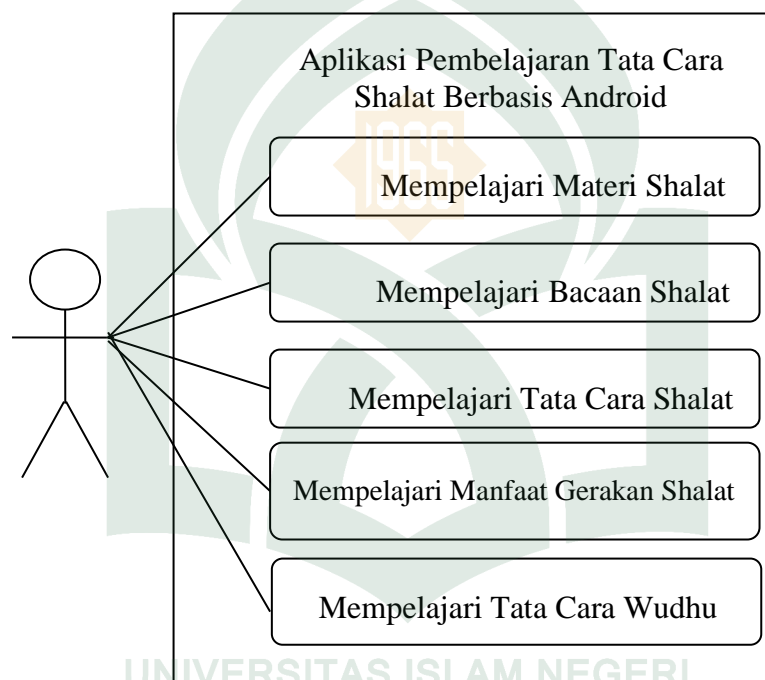 Aplikasi Pembelajaran Tata Cara
Shalat Berbasis Android
1965
Mempelajari Materi Shalat
Mempelajari Bacaan Shalat
Mempelajari Tata Cara Shalat
Mempelajari Manfaat Gerakan Shalat
Mempelajari Tata Cara Wudhu
UNIVERSITAS ISLAM NEGERI